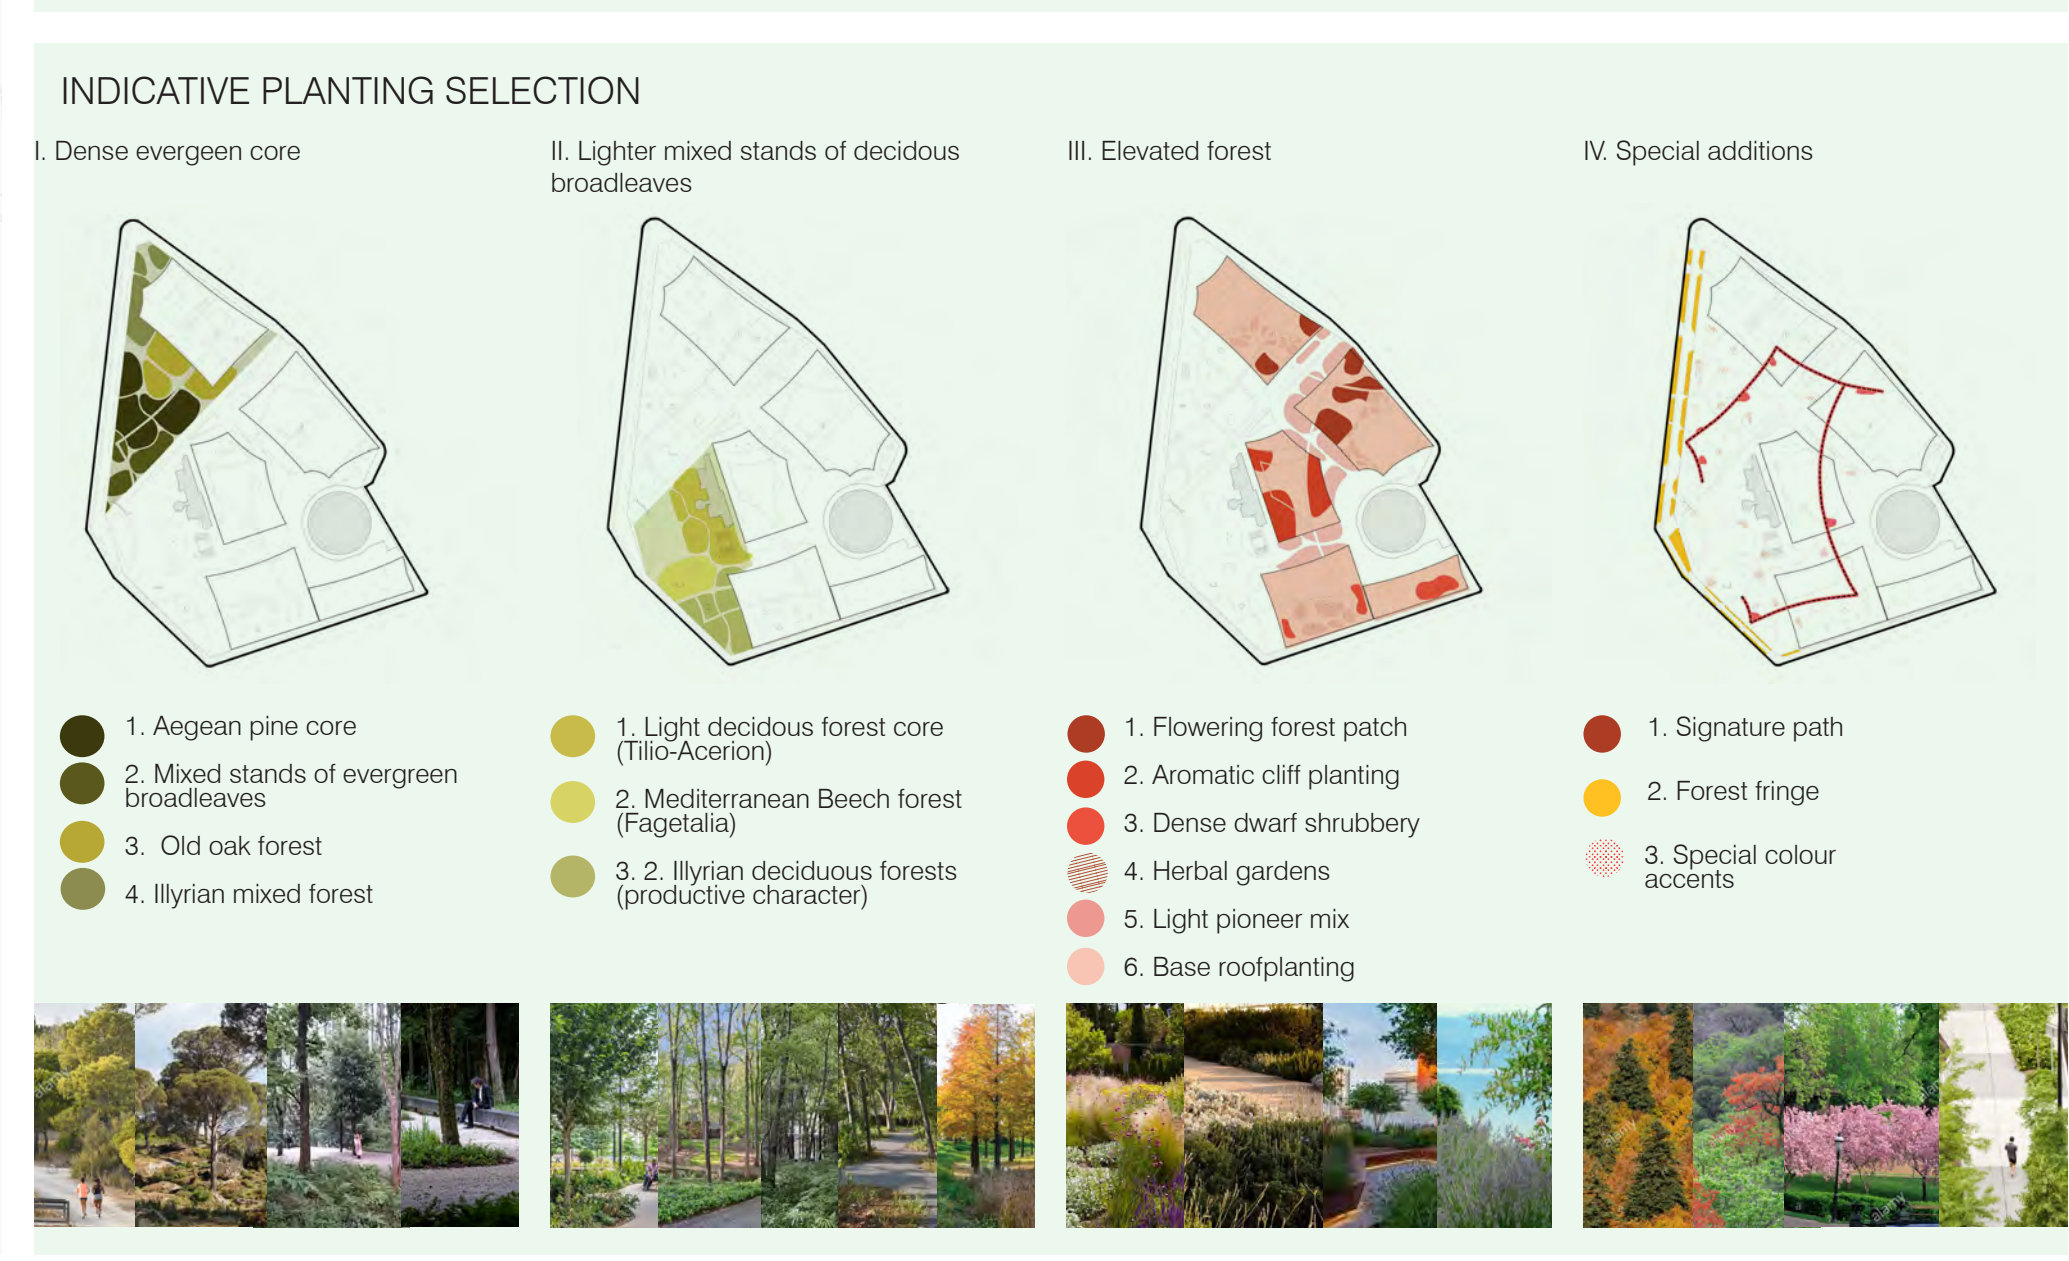 INDICATIVE PLANTING SELECTION
I. Dense evergeen core
II. Lighter mixed stands of decidous
broadleaves
III. Elevated forest
IV. Special additions
1. Aegean pine core
2. Mixed stands of evergreen
broadleaves
3. Old oak forest
4. Illyrian mixed forest
1. Light decidous forest core
(Tilio-Acerion)
2. Mediterranean Beech forest
(Fagetalia)
3. 2. Illyrian deciduous forests
(productive character)
1. Flowering forest patch
2. Aromatic cliff planting
3. Dense dwarf shrubbery
4. Herbal gardens
5. Light pioneer mix
6. Base roofplanting
1. Signature path
2. Forest fringe
3. Special colour
accents
alamy